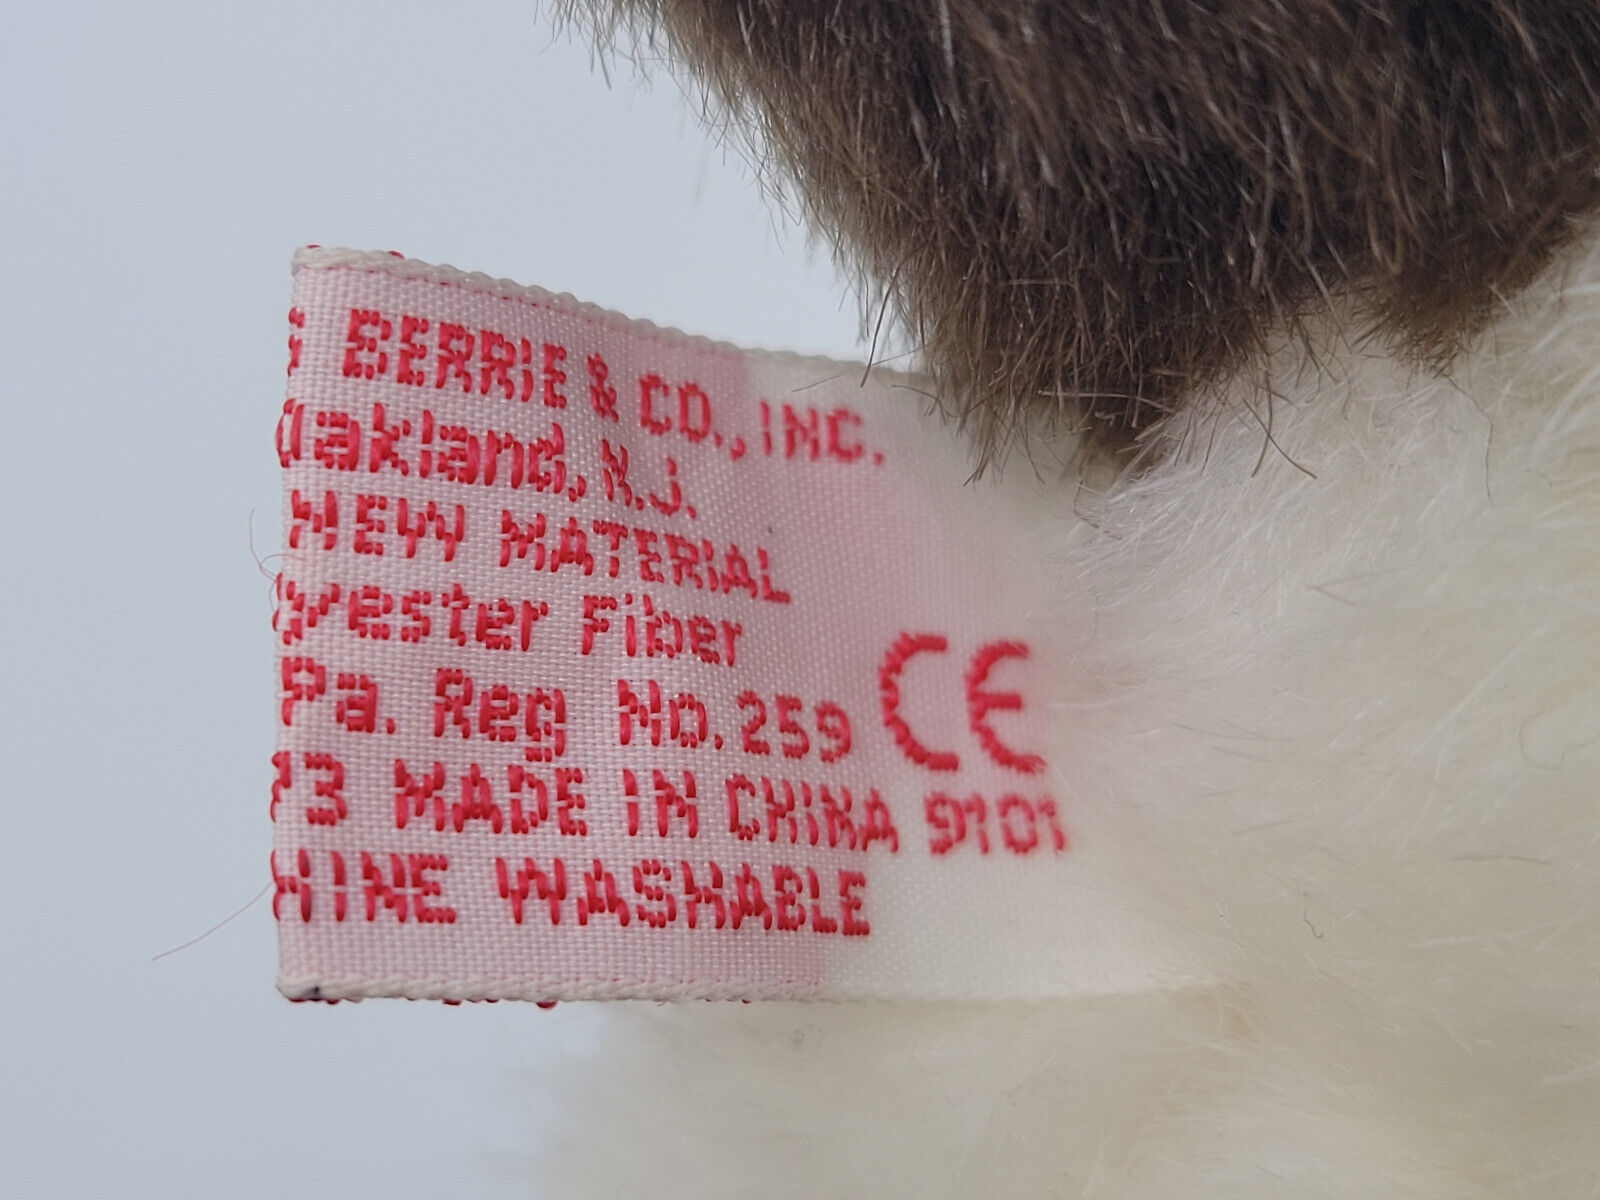 S BERRIE & CO., INC.
Oakland, N.J.
NEW MATERIAL
yester Fiber
Pa. Reg No. 259 CE
73 MADE IN CHINA 9101
HINE WASHABLE